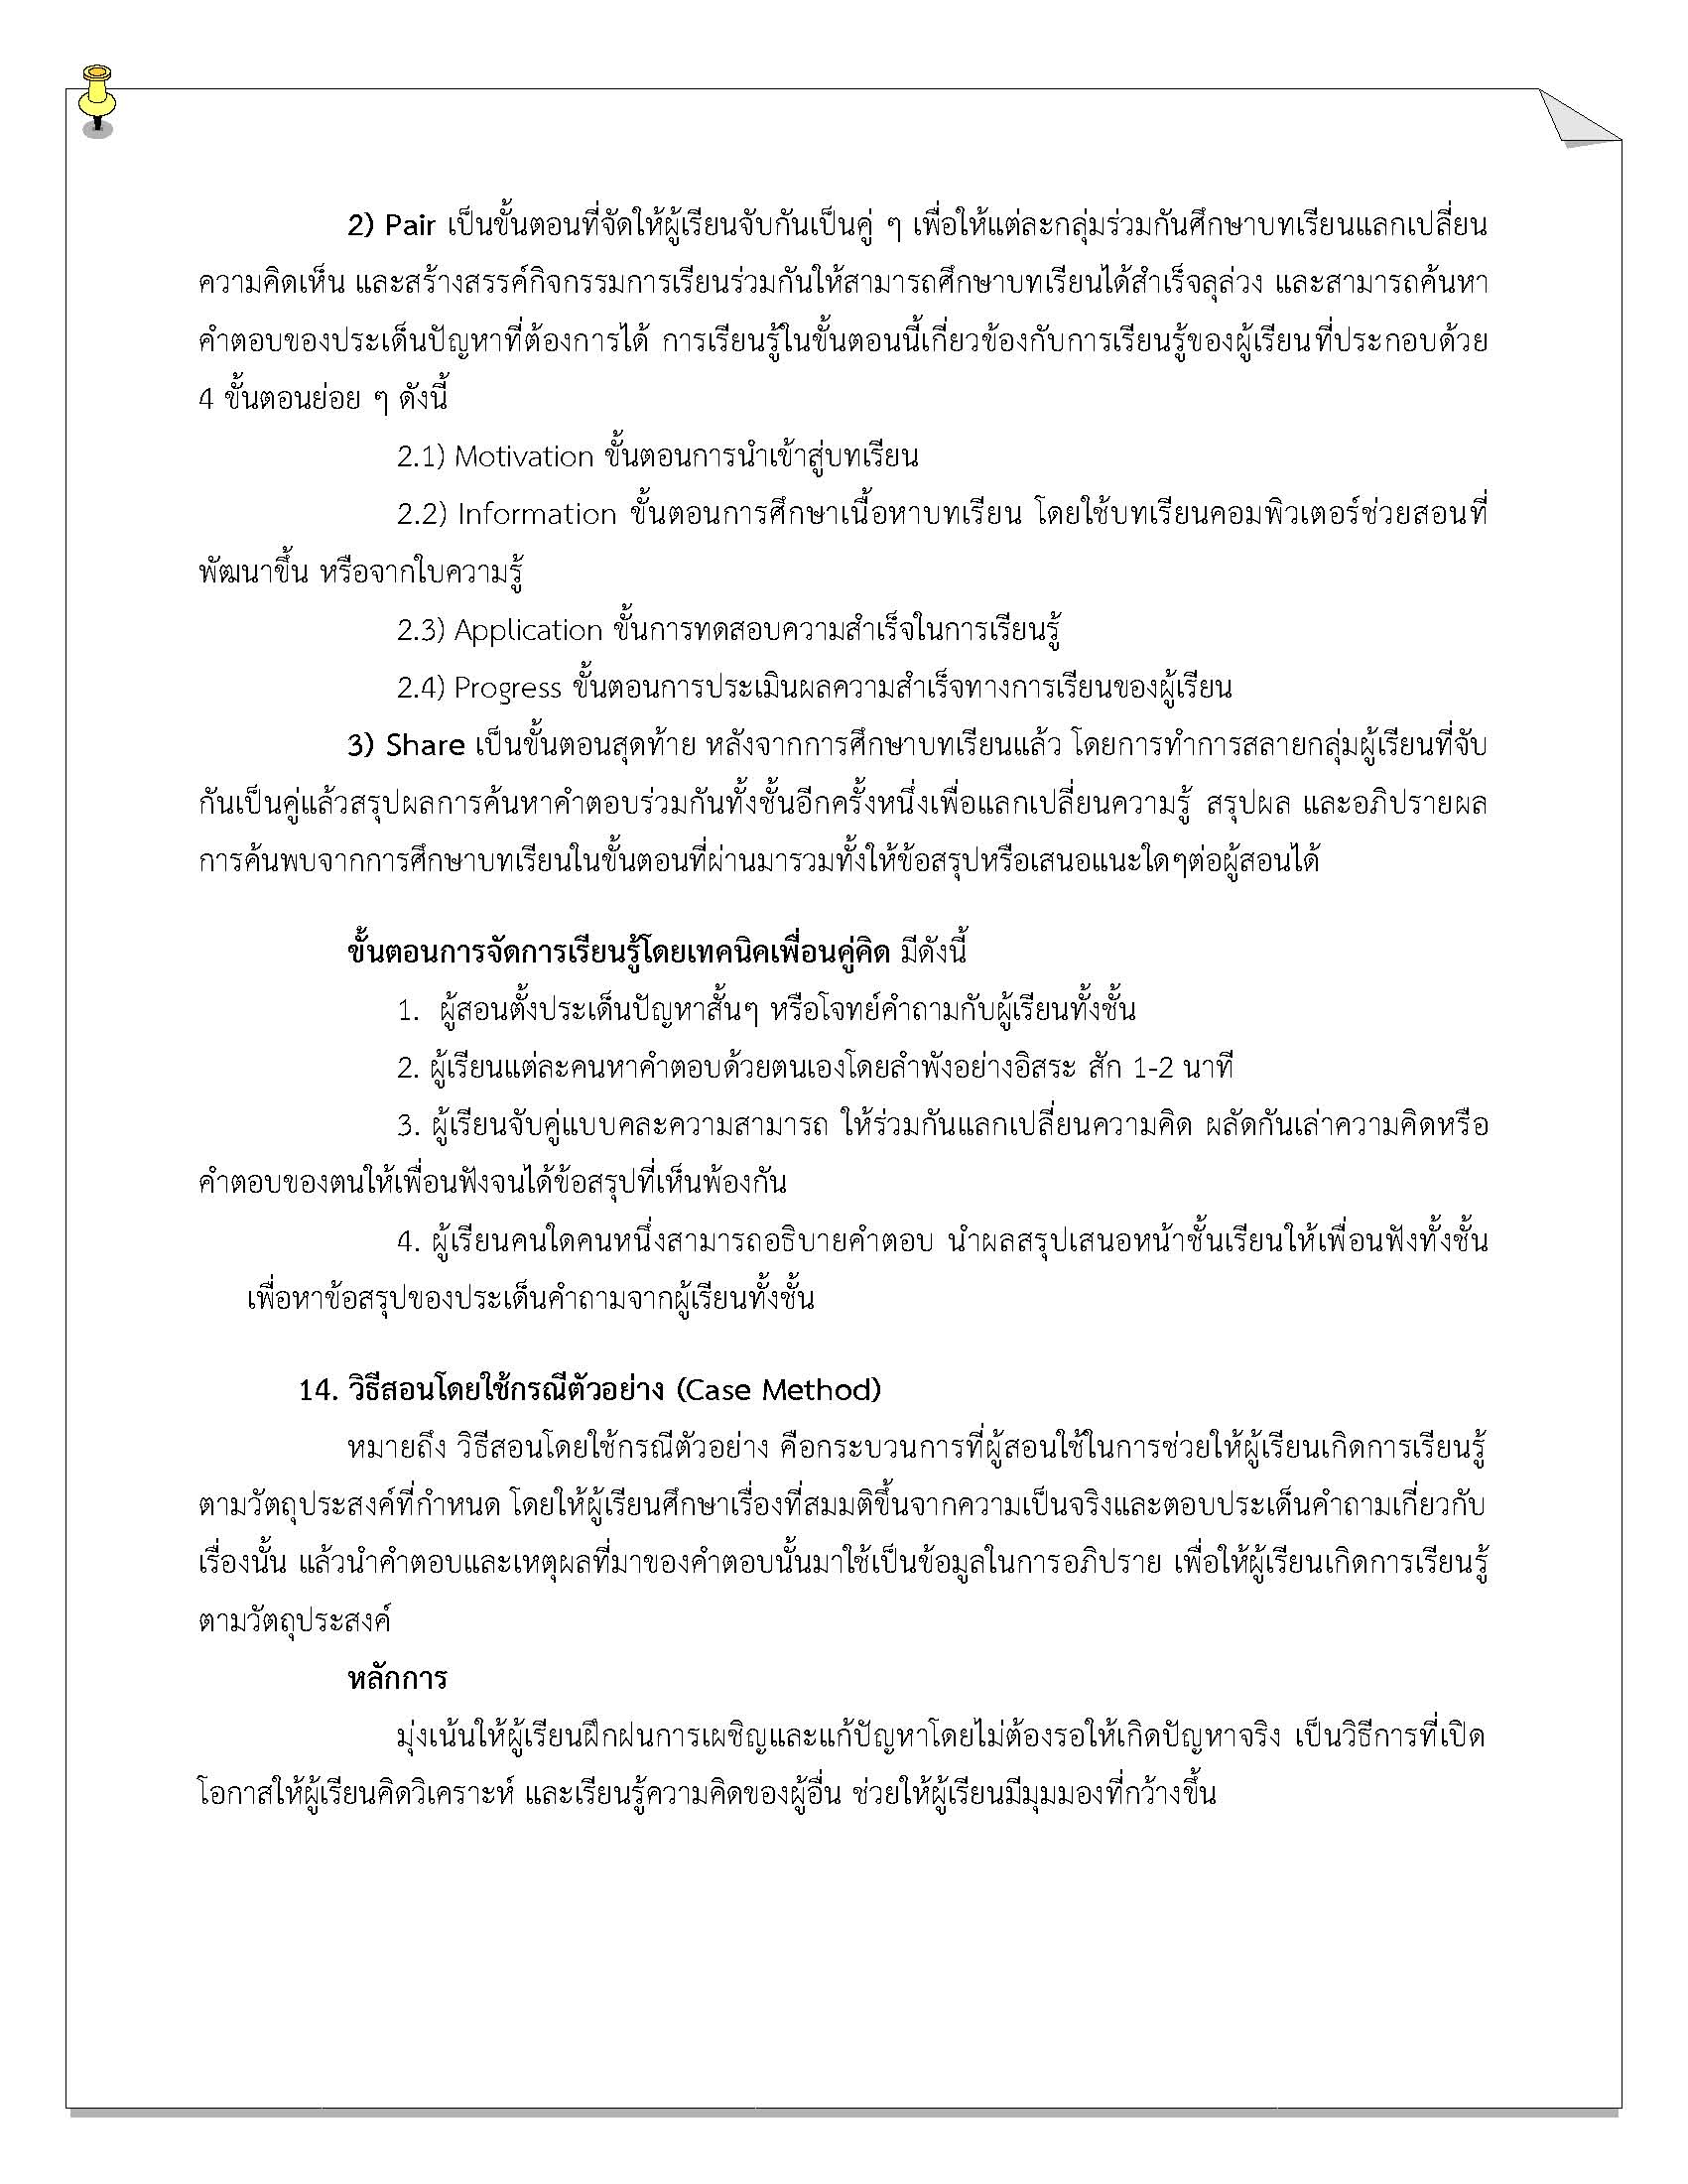 2) Pair เป็นขั้นตอนที่จัดให้ผู้เรียนจับกันเป็นคู่ ๆ เพื่อให้แต่ละกลุ่มร่วมกันศึกษาบทเรียนแลกเปลี่ยน
ความคิดเห็น และสร้างสรรค์กิจกรรมการเรียนร่วมกันให้สามารถศึกษาบทเรียนได้สำเร็จลุล่วง และสามารถค้นหา
คำตอบของประเด็นปัญหาที่ต้องการได้ การเรียนรู้ในขั้นตอนนี้เกี่ยวข้องกับการเรียนรู้ของผู้เรียนที่ประกอบด้วย
4 ขั้นตอนย่อย ๆ ดังนี้
2.1) Motivation ขั้นตอนการนำเข้าสู่บทเรียน
2.2) Information ขั้นตอนการศึกษาเนื้อหาบทเรียน โดยใช้บทเรียนคอมพิวเตอร์ช่วยสอนที่
พัฒนาขึ้น หรือจากใบความรู้
2.3) Application ขั้นการทดสอบความสำเร็จในการเรียนรู้
2.4) Progress ขั้นตอนการประเมินผลความสำเร็จทางการเรียนของผู้เรียน
3) Share เป็นขั้นตอนสุดท้าย หลังจากการศึกษาบทเรียนแล้ว โดยการทำการสลายกลุ่มผู้เรียนที่จับ
กันเป็นคู่แล้วสรุปผลการค้นหาคำตอบร่วมกันทั้งชั้นอีกครั้งหนึ่งเพื่อแลกเปลี่ยนความรู้ สรุปผล และอภิปรายผล
การค้นพบจากการศึกษาบทเรียนในขั้นตอนที่ผ่านมารวมทั้งให้ข้อสรุปหรือเสนอแนะใดๆต่อผู้สอนได้
ขั้นตอนการจัดการเรียนรู้โดยเทคนิคเพื่อนคู่คิด มีดังนี้
1. ผู้สอนตั้งประเด็นปัญหาสั้นๆ หรือโจทย์คำถามกับผู้เรียนทั้งชั้น
2. ผู้เรียนแต่ละคนหาคำตอบด้วยตนเองโดยลำพังอย่างอิสระ สัก 1-2 นาที
3. ผู้เรียนจับคู่แบบคละความสามารถ ให้ร่วมกันแลกเปลี่ยนความคิด ผลัดกันเล่าความคิดหรือ
คำตอบของตนให้เพื่อนฟังจนได้ข้อสรุปที่เห็นพ้องกัน
4. ผู้เรียนคนใดคนหนึ่งสามารถอธิบายคำตอบ นำผลสรุปเสนอหน้าชั้นเรียนให้เพื่อนฟังทั้งชั้น
เพื่อหาข้อสรุปของประเด็นคำถามจากผู้เรียนทั้งชั้น
14. วิธีสอนโดยใช้กรณีตัวอย่าง (Case Method)
หมายถึง วิธีสอนโดยใช้กรณีตัวอย่าง คือกระบวนการที่ผู้สอนใช้ในการช่วยให้ผู้เรียนเกิดการเรียนรู้
ตามวัตถุประสงค์ที่กำหนด โดยให้ผู้เรียนศึกษาเรื่องที่สมมติขึ้นจากความเป็นจริงและตอบประเด็นคำถามเกี่ยวกับ
เรื่องนั้น แล้วนำคำตอบและเหตุผลที่มาของคำตอบนั้นมาใช้เป็นข้อมูลในการอภิปราย เพื่อให้ผู้เรียนเกิดการเรียนรู้
ตามวัตถุประสงค์
หลักการ
มุ่งเน้นให้ผู้เรียนฝึกฝนการเผชิญและแก้ปัญหาโดยไม่ต้องรอให้เกิดปัญหาจริง เป็นวิธีการที่เปิด
โอกาสให้ผู้เรียนคิดวิเคราะห์ และเรียนรู้ความคิดของผู้อื่น ช่วยให้ผู้เรียนมีมุมมองที่กว้างขึ้น